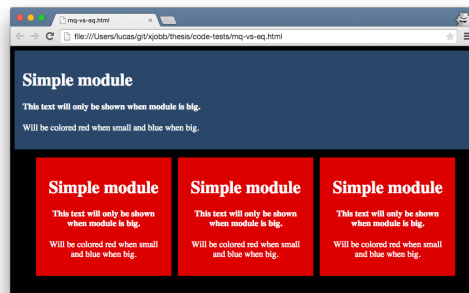 mq-vs-eq.html
file:///Users/lucas/git/xjobb/thesis/code-tests/mq-vs-eq.html
Simple module
This text will only be shown when module is big.
Will be colored red when small and blue when big.
Simple module
This text will only be shown
when module is big.
Will be colored red when small
and blue when big.
Simple module
This text will only be shown
when module is big.
Will be colored red when small
and blue when big.
Simple module
This text will only be shown
when module is big.
Will be colored red when small
and blue when big.